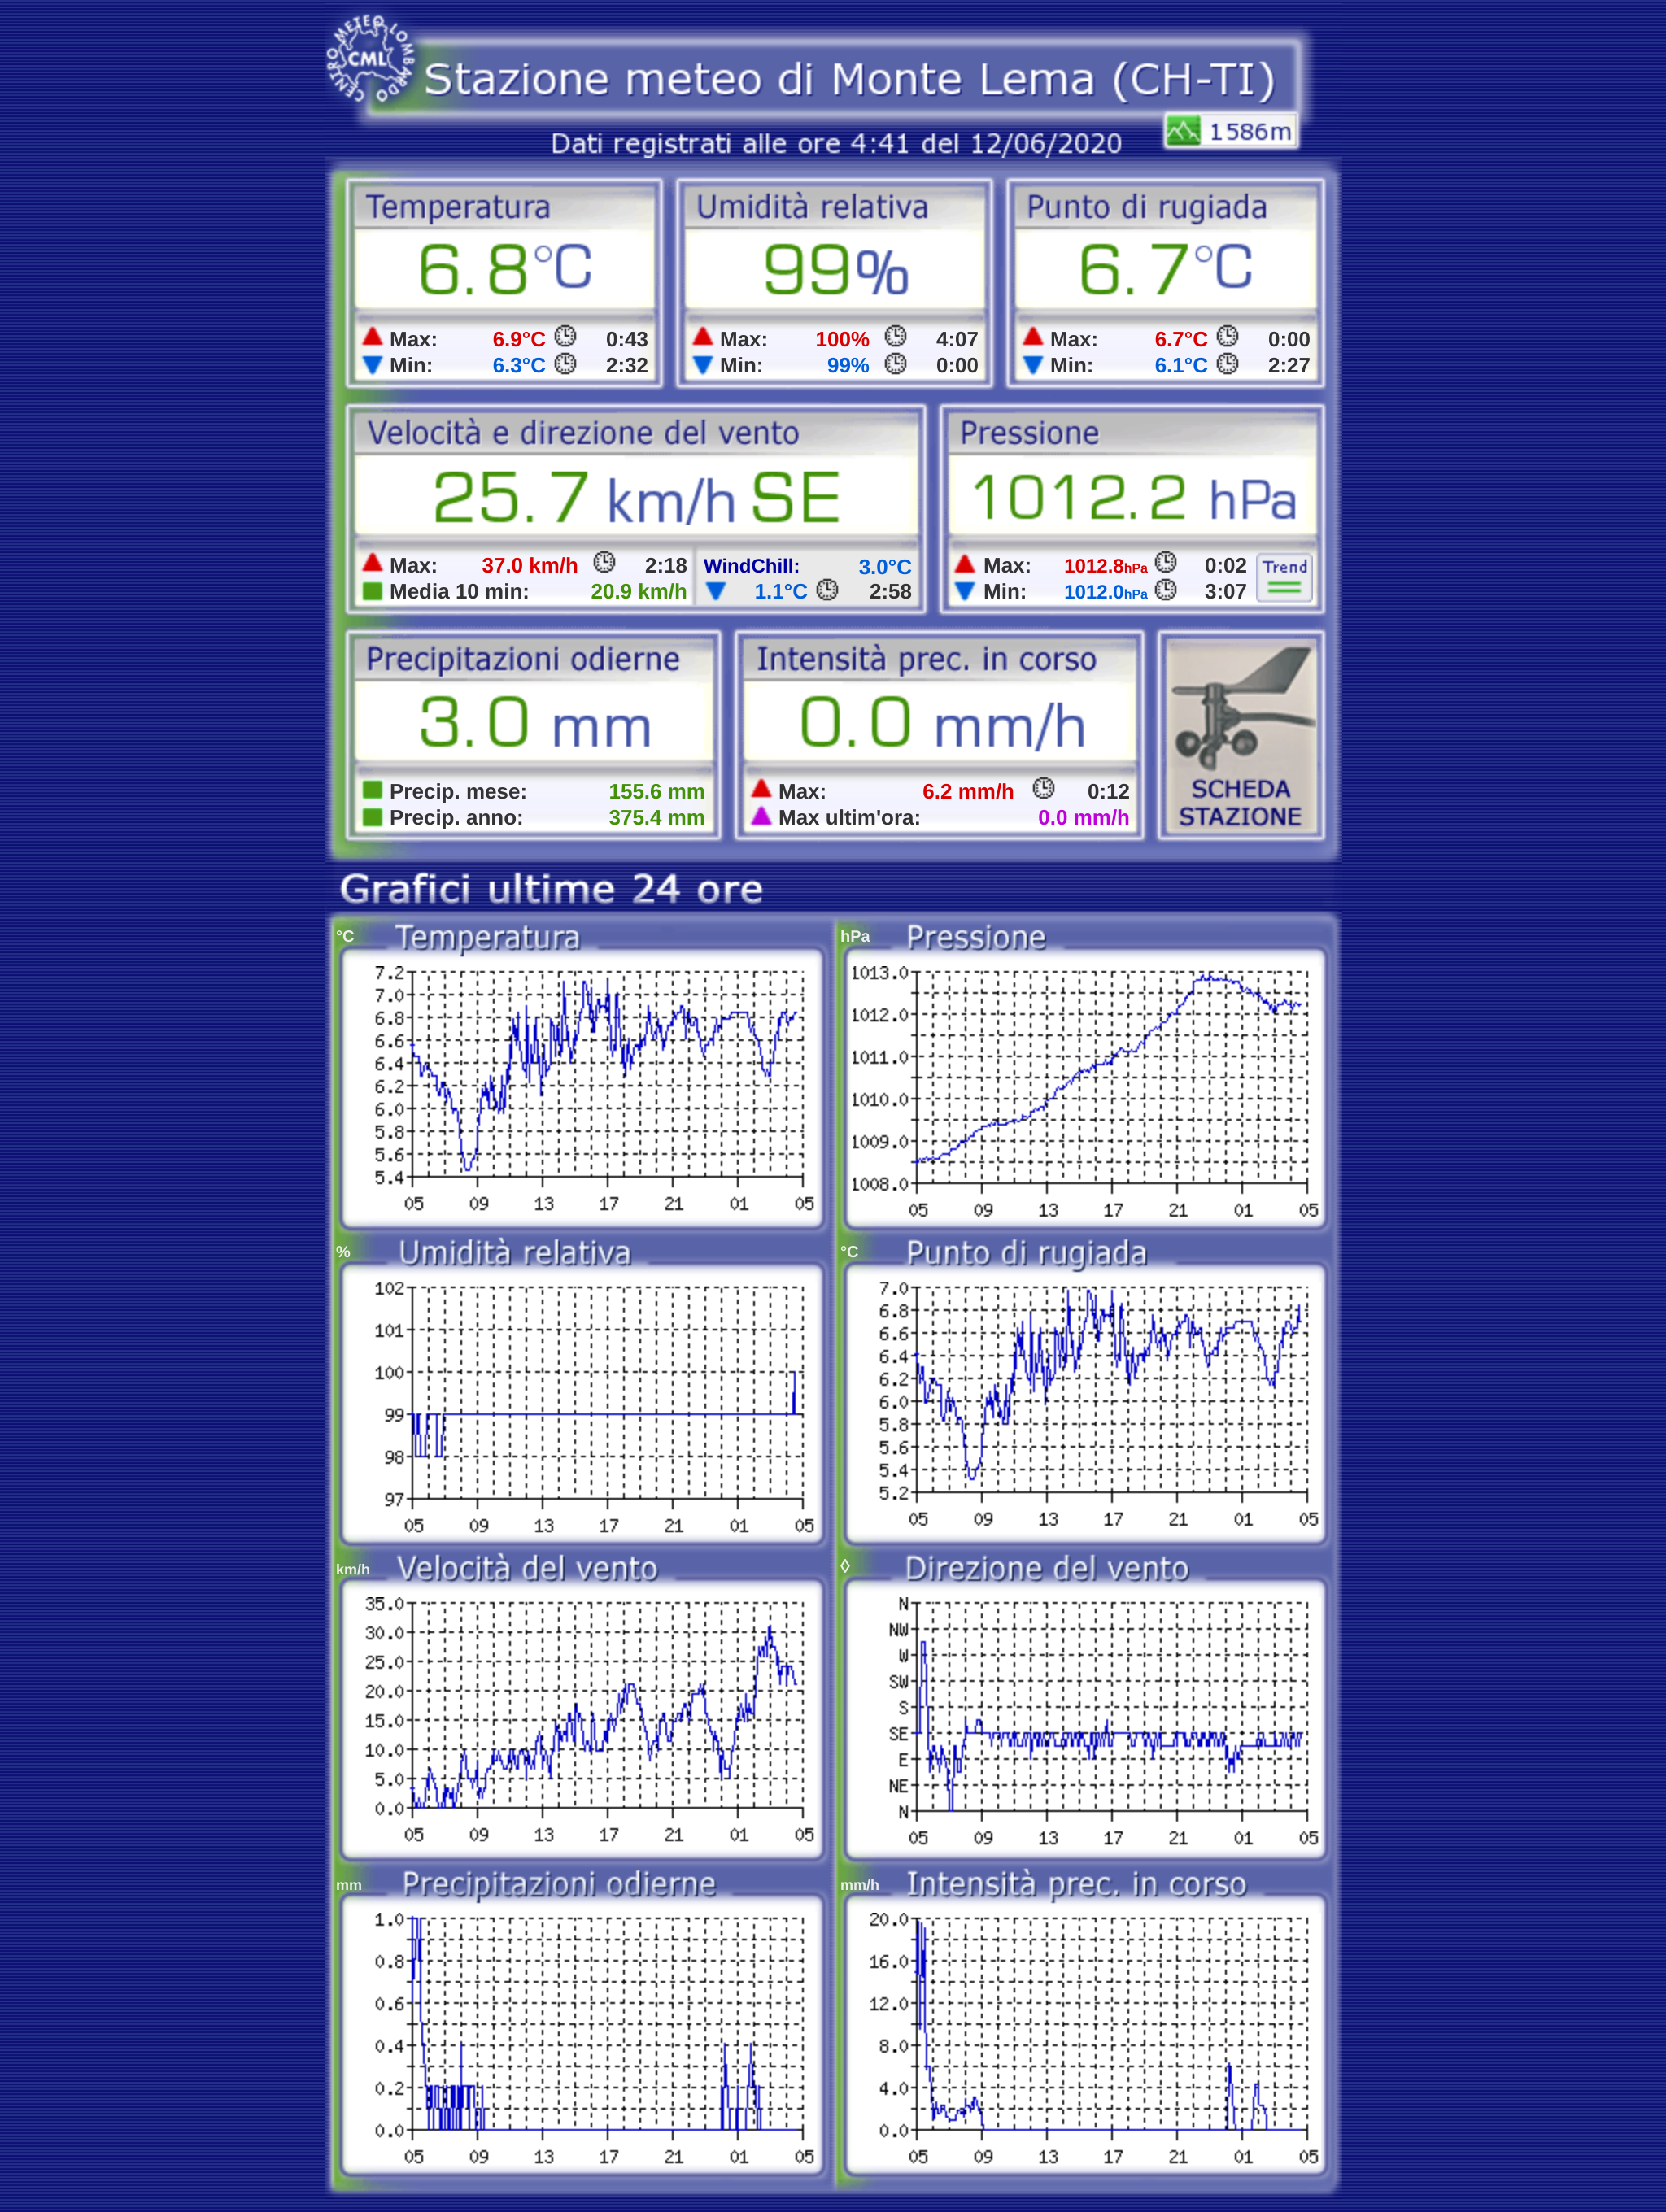 CENTRO METEO LOMBARDO
CML
Stazione meteo di Monte Lema (CH-TI)
1586m
Dati registrati alle ore 4:41 del 12/06/2020
Temperatura
6.8°C
Max: 6.9°C 0:43
Min: 6.3°C 2:32
Umidità relativa
99%
Max: 100% 4:07
Min: 99% 0:00
Punto di rugiada
6.7°C
Max: 6.7°C 0:00
Min: 6.1°C 2:27
Velocità e direzione del vento
25.7 km/h SE
Max: 37.0 km/h 2:18
Media 10 min: 20.9 km/h
WindChill: 3.0°C
1.1°C 2:58
Pressione
1012.2 hPa
Max: 1012.8hPa 0:02
Min: 1012.0hPa 3:07
Trend
Precipitazioni odierne
3.0 mm
Precip. mese: 155.6 mm
Precip. anno: 375.4 mm
Intensità prec. in corso
0.0 mm/h
Max: 6.2 mm/h 0:12
Max ultim'ora: 0.0 mm/h
SCHEDA
STAZIONE
Grafici ultime 24 ore
°C Temperatura
7.2
7.0
6.8
6.6
6.4
6.2
6.0
5.8
5.6
5.4
05 09 13 17 21 01 05
hPa Pressione
1013.0
1012.0
1011.0
1010.0
1009.0
1008.0
05 09 13 17 21 01 05
% Umidità relativa
102
101
100
99
98
97
05 09 13 17 21 01 05
°C Punto di rugiada
7.0
6.8
6.6
6.4
6.2
6.0
5.8
5.6
5.4
5.2
05 09 13 17 21 01 05
km/h Velocità del vento
35.0
30.0
25.0
20.0
15.0
10.0
5.0
0.0
05 09 13 17 21 01 05
◊ Direzione del vento
N
NW
W
SW
S
SE
E
NE
N
05 09 13 17 21 01 05
mm Precipitazioni odierne
1.0
0.8
0.6
0.4
0.2
0.0
05 09 13 17 21 01 05
mm/h Intensità prec. in corso
20.0
16.0
12.0
8.0
4.0
0.0
05 09 13 17 21 01 05